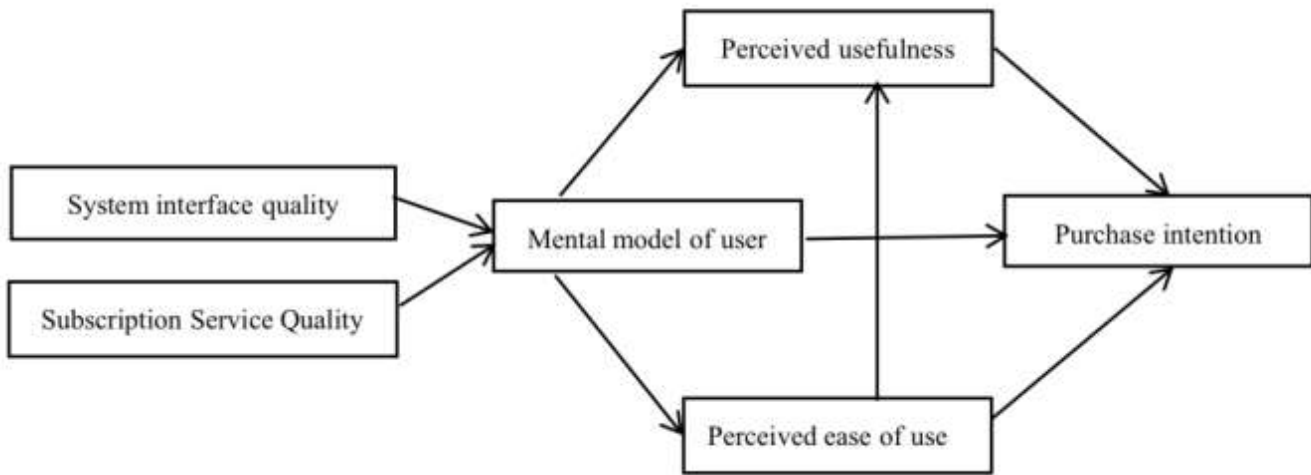 Perceived usefulness
System interface quality
Mental model of user
Purchase intention
Subscription Service Quality
Perceived ease of use